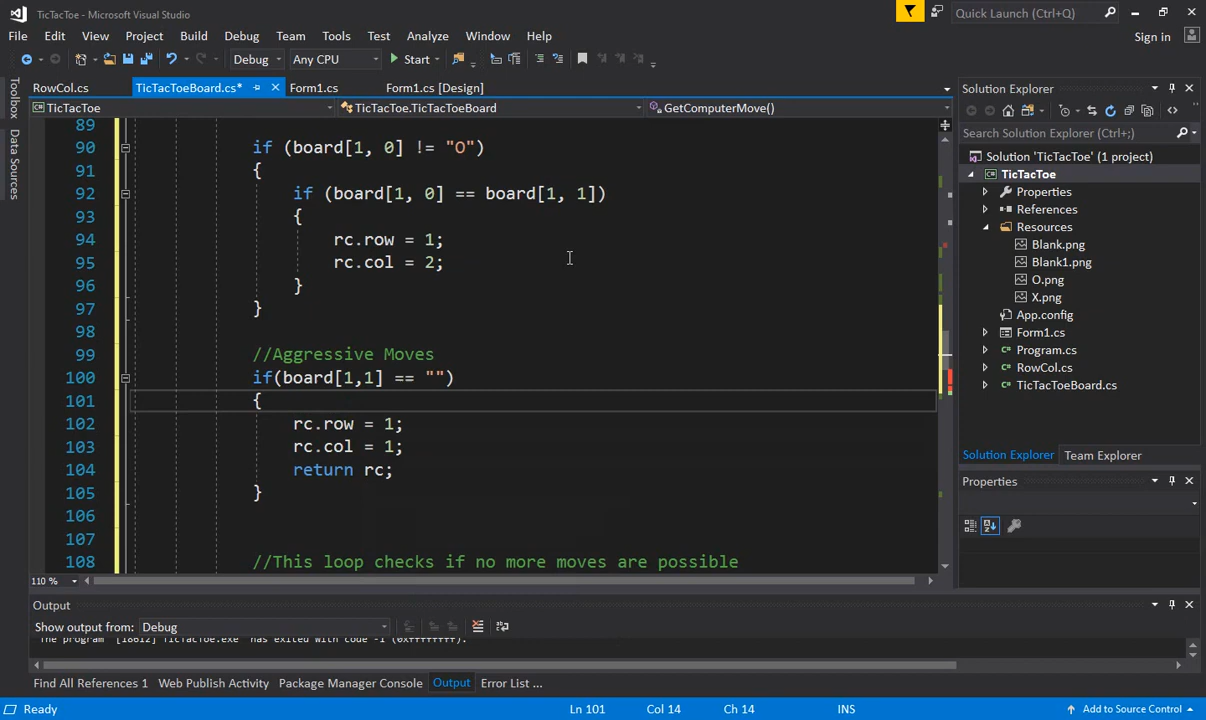 TicTacToe - Microsoft Visual Studio
Quick Launch (Ctrl+;)
File Edit View Project Build Debug Team Tools Test Analyze Window Help
Sign in
Debug Any CPU Start
RowCol.cs TicTacToeBoard.cs* Form1.cs Form1.cs [Design]
TicTacToe TicTacToe.TicTacToeBoard GetComputerMove()
Toolbox
Data Sources
89
90 if (board[1, 0] != "O")
91 {
92 if (board[1, 0] == board[1, 1])
93 {
94 rc.row = 1;
95 rc.col = 2;
96 }
97 }
98
99 //Aggressive Moves
100 if(board[1,1] == "")
101 {
102 rc.row = 1;
103 rc.col = 1;
104 return rc;
105 }
106
107
108 //This loop checks if no more moves are possible
110 %
Solution Explorer
Search Solution Explorer (Ctrl+;)
Solution 'TicTacToe' (1 project)
TicTacToe
Properties
References
Resources
Blank.png
Blank1.png
O.png
X.png
App.config
Form1.cs
Program.cs
RowCol.cs
TicTacToeBoard.cs
Solution Explorer Team Explorer
Properties
Output
Show output from: Debug
The program '[18612] TicTacToe.exe' has exited with code -1 (0xffffffff).
Find All References 1 Web Publish Activity Package Manager Console Output Error List ...
Ready Ln 101 Col 14 Ch 14 INS Add to Source Control